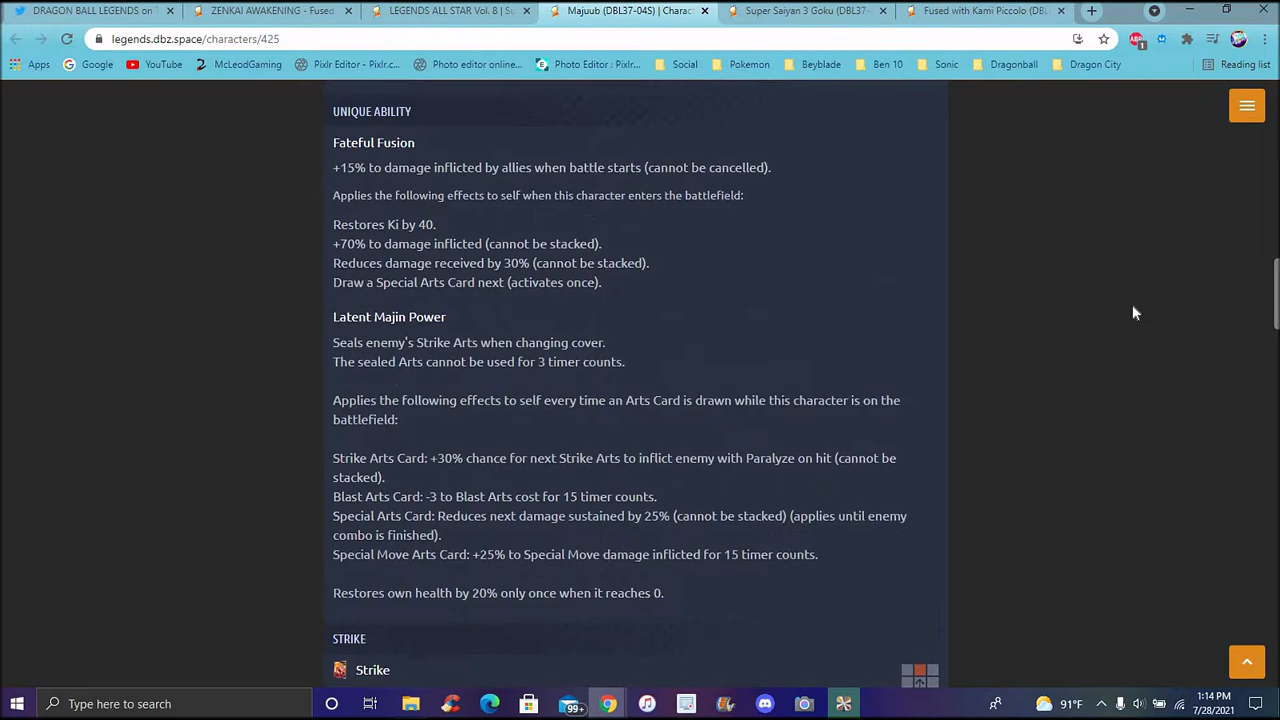 DRAGON BALL LEGENDS on T
ZENKAI AWAKENING - Fused
LEGENDS ALL STAR Vol. 8 | Su
Majuub (DBL37-04S) | Charac
Super Saiyan 3 Goku (DBL37-
Fused with Kami Piccolo (DBL
legends.dbz.space/characters/425
Apps
Google
YouTube
McLeodGaming
Pixlr Editor - Pixlr.c...
Photo editor online...
Photo Editor : Pixlr...
Social
Pokemon
Beyblade
Ben 10
Sonic
Dragonball
Dragon City
Reading list
UNIQUE ABILITY
Fateful Fusion
+15% to damage inflicted by allies when battle starts (cannot be cancelled).
Applies the following effects to self when this character enters the battlefield:
Restores Ki by 40.
+70% to damage inflicted (cannot be stacked).
Reduces damage received by 30% (cannot be stacked).
Draw a Special Arts Card next (activates once).
Latent Majin Power
Seals enemy's Strike Arts when changing cover.
The sealed Arts cannot be used for 3 timer counts.
Applies the following effects to self every time an Arts Card is drawn while this character is on the
battlefield:
Strike Arts Card: +30% chance for next Strike Arts to inflict enemy with Paralyze on hit (cannot be
stacked).
Blast Arts Card: -3 to Blast Arts cost for 15 timer counts.
Special Arts Card: Reduces next damage sustained by 25% (cannot be stacked) (applies until enemy
combo is finished).
Special Move Arts Card: +25% to Special Move damage inflicted for 15 timer counts.
Restores own health by 20% only once when it reaches 0.
STRIKE
Strike
Type here to search
99+
91°F
1:14 PM
7/28/2021